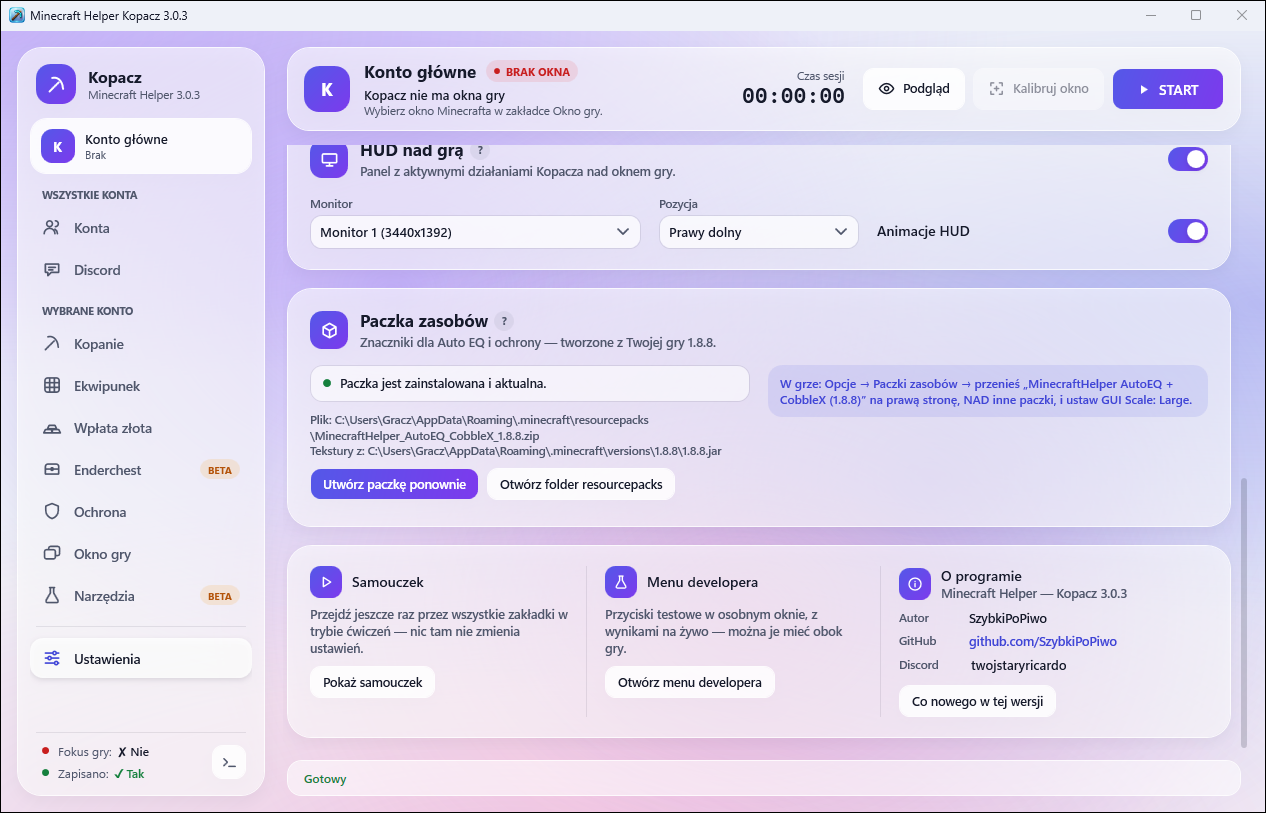 Minecraft Helper Kopacz 3.0.3
Kopacz
Minecraft Helper 3.0.3
K
Konto główne
Brak
WSZYSTKIE KONTA
Konta
Discord
WYBRANE KONTO
Kopanie
Ekwipunek
Wpłata złota
Enderchest BETA
Ochrona
Okno gry
Narzędzia BETA
Ustawienia
Fokus gry: ✗ Nie
Zapisano: ✓ Tak
K
Konto główne BRAK OKNA
Kopacz nie ma okna gry
Wybierz okno Minecrafta w zakładce Okno gry.
Czas sesji
00:00:00
Podgląd
Kalibruj okno
START
HUD nad grą ?
Panel z aktywnymi działaniami Kopacza nad oknem gry.
Monitor
Monitor 1 (3440x1392)
Pozycja
Prawy dolny
Animacje HUD
Paczka zasobów ?
Znaczniki dla Auto EQ i ochrony — tworzone z Twojej gry 1.8.8.
Paczka jest zainstalowana i aktualna.
Plik: C:\Users\Gracz\AppData\Roaming\.minecraft\resourcepacks
\MinecraftHelper_AutoEQ_CobbleX_1.8.8.zip
Tekstury z: C:\Users\Gracz\AppData\Roaming\.minecraft\versions\1.8.8\1.8.8.jar
Utwórz paczkę ponownie
Otwórz folder resourcepacks
W grze: Opcje → Paczki zasobów → przenieś „MinecraftHelper AutoEQ +
CobbleX (1.8.8)” na prawą stronę, NAD inne paczki, i ustaw GUI Scale: Large.
Samouczek
Przejdź jeszcze raz przez wszystkie zakładki w
trybie ćwiczeń — nic tam nie zmienia
ustawień.
Pokaż samouczek
Menu developera
Przyciski testowe w osobnym oknie, z
wynikami na żywo — można je mieć obok
gry.
Otwórz menu developera
O programie
Minecraft Helper — Kopacz 3.0.3
Autor SzybkiPoPiwo
GitHub github.com/SzybkiPoPiwo
Discord twojstaryricardo
Co nowego w tej wersji
Gotowy